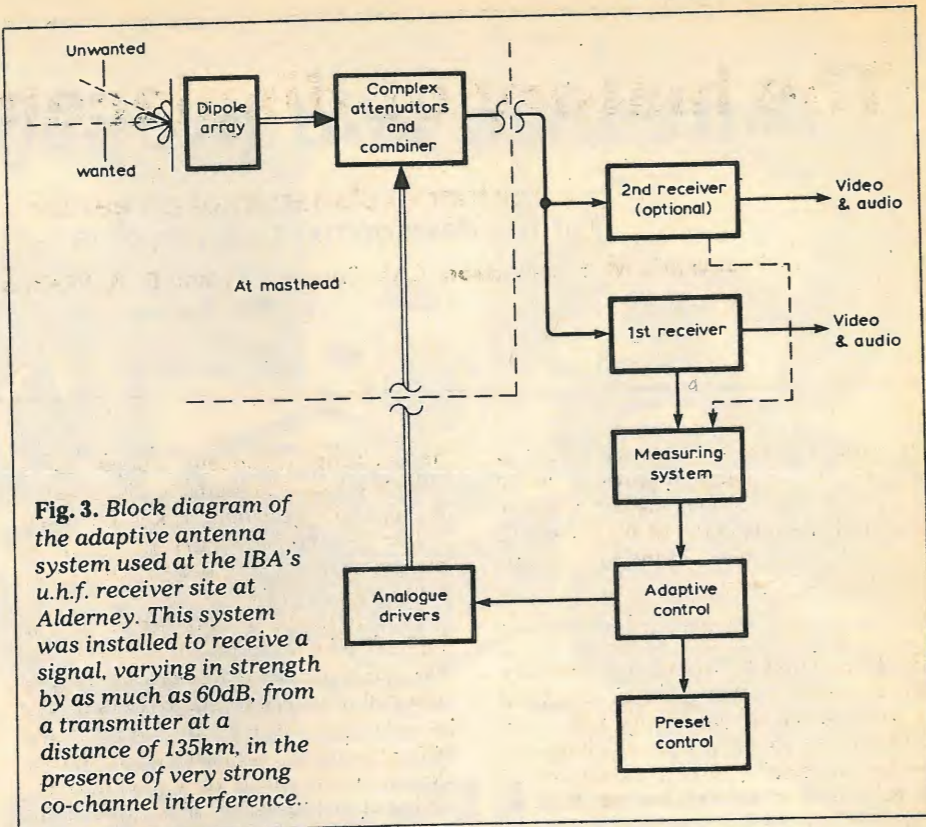 Unwanted
wanted
Dipole
array
Complex
attenuators
and
combiner
At masthead
2nd receiver
(optional)
Video
& audio
1st receiver
Video
& audio
Measuring
system
Adaptive
control
Analogue
drivers
Preset
control
Fig. 3. Block diagram of
the adaptive antenna
system used at the IBA's
u.h.f. receiver site at
Alderney. This system
was installed to receive a
signal, varying in strength
by as much as 60dB, from
a transmitter at a
distance of 135km, in the
presence of very strong
co-channel interference.